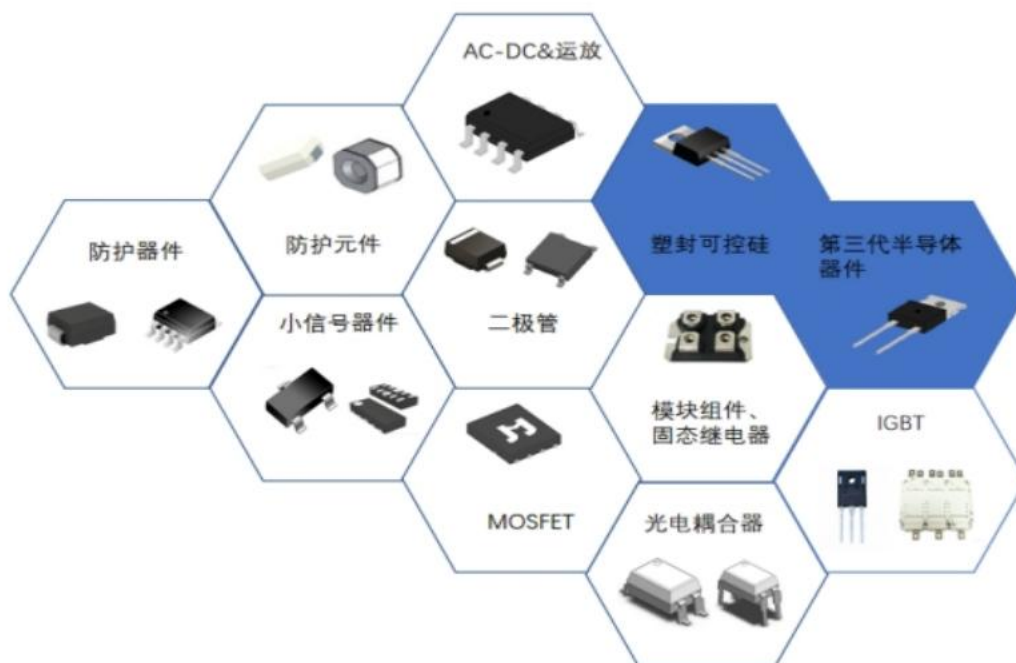 AC-DC&运放
防护元件
塑封可控硅
防护器件
二极管
第三代半导体
器件
小信号器件
模块组件、
固态继电器
IGBT
MOSFET
光电耦合器